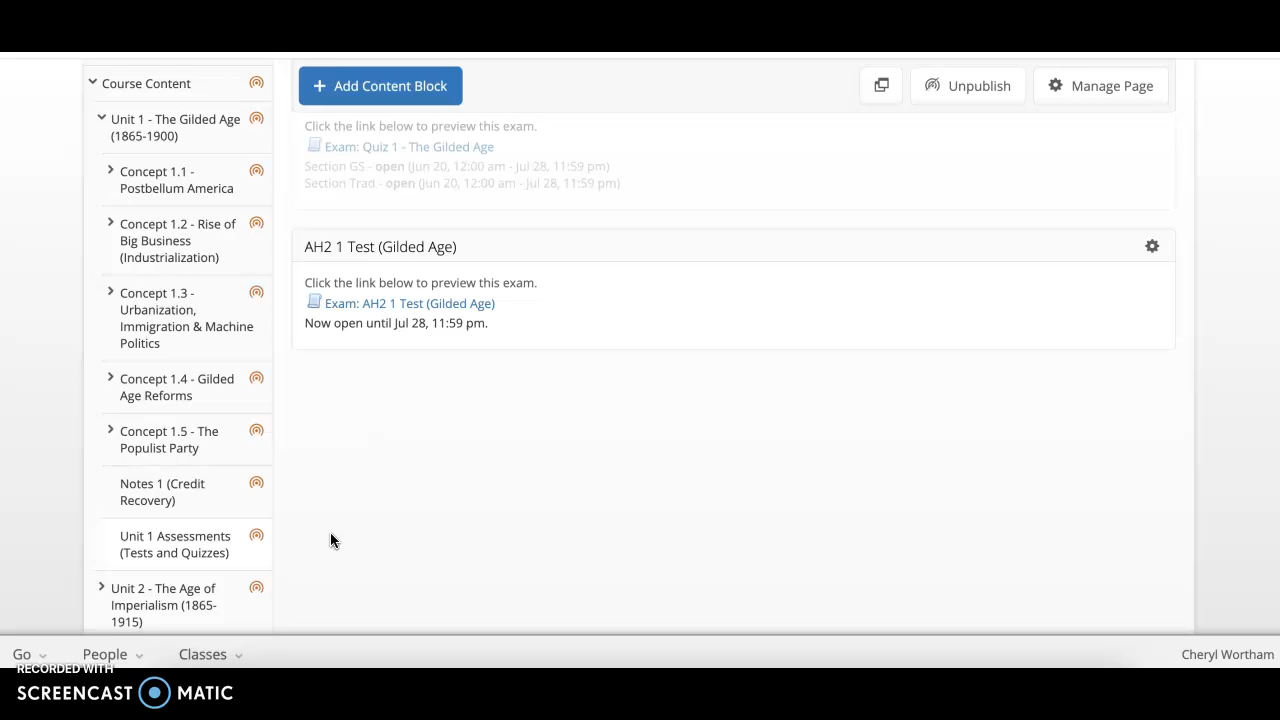 Course Content
Unit 1 - The Gilded Age
(1865-1900)
Concept 1.1 -
Postbellum America
Concept 1.2 - Rise of
Big Business
(Industrialization)
Concept 1.3 -
Urbanization,
Immigration & Machine
Politics
Concept 1.4 - Gilded
Age Reforms
Concept 1.5 - The
Populist Party
Notes 1 (Credit
Recovery)
Unit 1 Assessments
(Tests and Quizzes)
Unit 2 - The Age of
Imperialism (1865-
1915)
+ Add Content Block
Unpublish
Manage Page
Click the link below to preview this exam.
Exam: Quiz 1 - The Gilded Age
Section GS - open (Jun 20, 12:00 am - Jul 28, 11:59 pm)
Section Trad - open (Jun 20, 12:00 am - Jul 28, 11:59 pm)
AH2 1 Test (Gilded Age)
Click the link below to preview this exam.
Exam: AH2 1 Test (Gilded Age)
Now open until Jul 28, 11:59 pm.
Go
People
Classes
Cheryl Wortham
RECORDED WITH
SCREENCAST MATIC